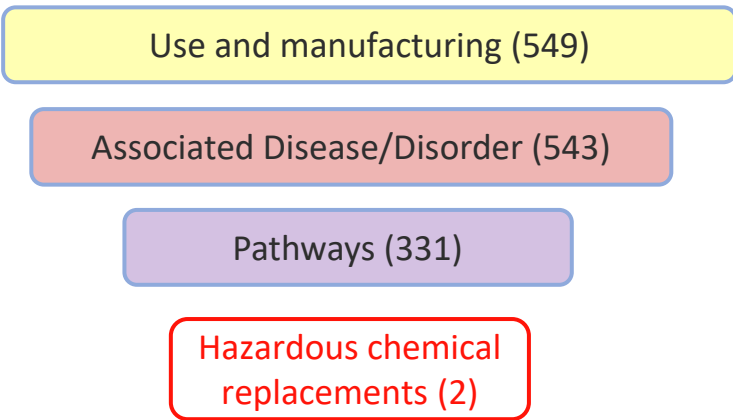 Use and manufacturing (549)
Associated Disease/Disorder (543)
Pathways (331)
Hazardous chemical
replacements (2)